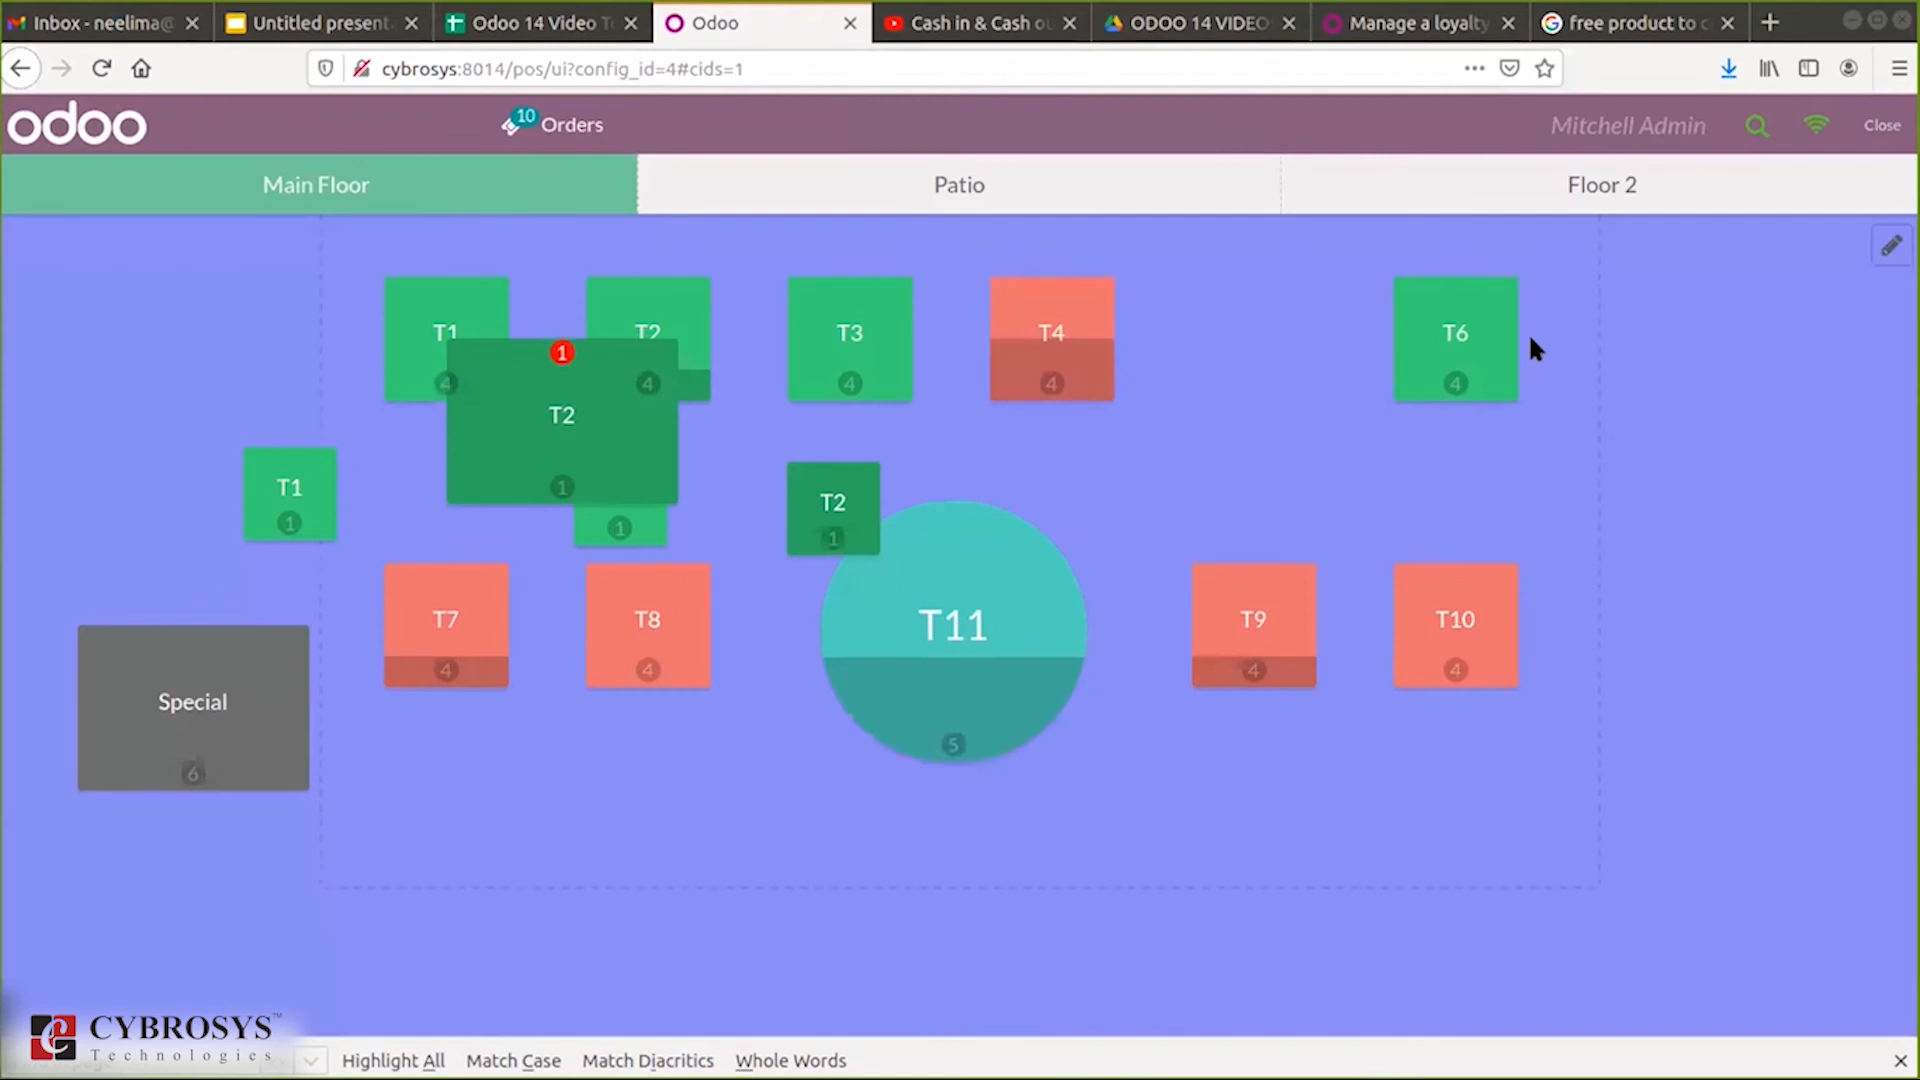 Inbox - neelima@
Untitled present
Odoo 14 Video T
Odoo
Cash in & Cash ou
ODOO 14 VIDEO
Manage a loyalty
free product to c
cybrosys:8014/pos/ui?config_id=4#cids=1
odoo
10 Orders
Mitchell Admin
Close
Main Floor
Patio
Floor 2
T1
4
T2
4
T3
4
T4
4
T6
4
1
T2
1
T1
1
1
T2
1
T7
4
T8
4
T11
5
T9
4
T10
4
Special
6
CYBROSYS™
Technologies
Highlight All
Match Case
Match Diacritics
Whole Words